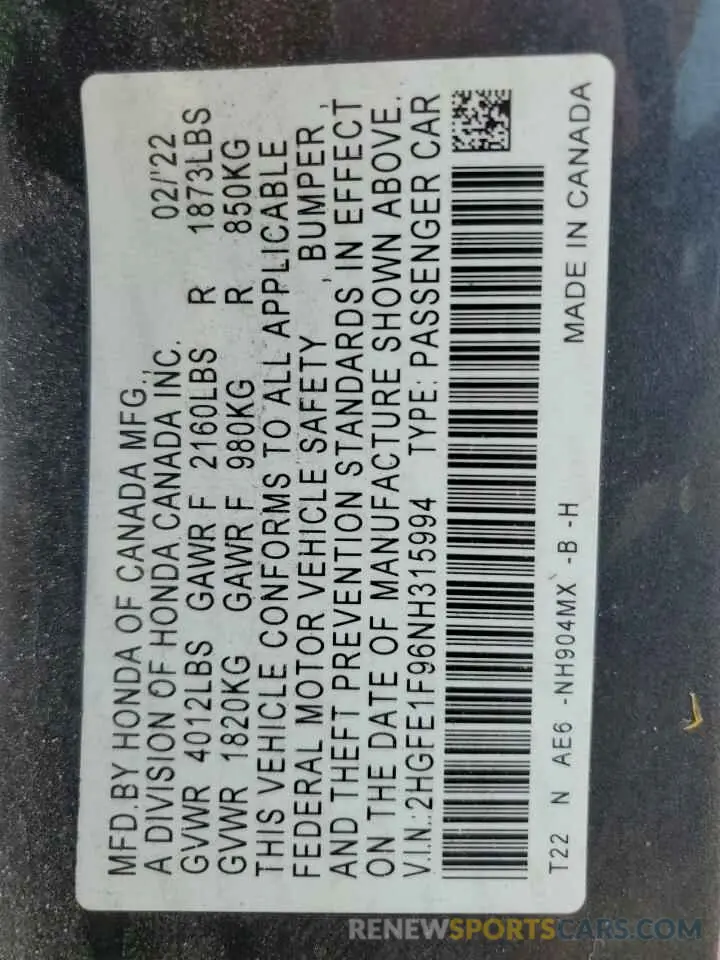 MFD.BY HONDA OF CANADA MFG.,
A DIVISION OF HONDA CANADA INC. 02/'22
GVWR 4012LBS GAWR F 2160LBS R 1873LBS
GVWR 1820KG GAWR F 980KG R 850KG
THIS VEHICLE CONFORMS TO ALL APPLICABLE
FEDERAL MOTOR VEHICLE SAFETY , BUMPER ,
AND THEFT PREVENTION STANDARDS IN EFFECT
ON THE DATE OF MANUFACTURE SHOWN ABOVE.
V.I.N.:2HGFE1F96NH315994 TYPE: PASSENGER CAR
T22 N AE6 -NH904MX -B -H MADE IN CANADA
RENEWSPORTSCARS.COM